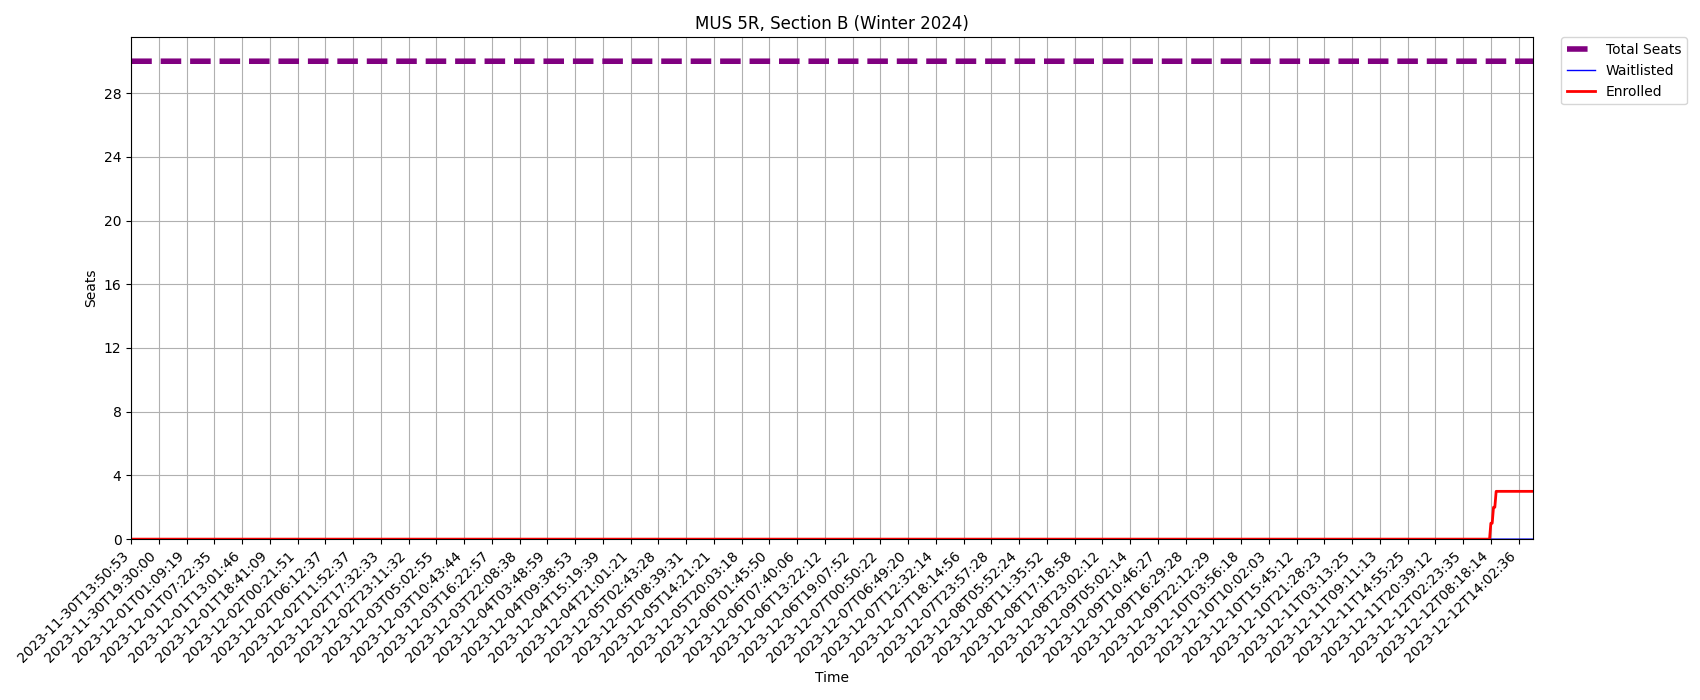 MUS 5R, Section B (Winter 2024)
Total Seats
Waitlisted
Enrolled
Seats
28
24
20
16
12
8
4
0
2023-11-30T13:50:53
2023-11-30T19:30:00
2023-12-01T01:09:19
2023-12-01T07:22:35
2023-12-01T13:01:46
2023-12-01T18:41:09
2023-12-02T00:21:51
2023-12-02T06:12:37
2023-12-02T11:52:37
2023-12-02T17:32:33
2023-12-02T23:11:32
2023-12-03T05:02:55
2023-12-03T10:43:44
2023-12-03T16:22:57
2023-12-03T22:08:38
2023-12-04T03:48:59
2023-12-04T09:38:53
2023-12-04T15:19:39
2023-12-04T21:01:21
2023-12-05T02:43:28
2023-12-05T08:39:31
2023-12-05T14:21:21
2023-12-05T20:03:18
2023-12-06T01:45:50
2023-12-06T07:40:06
2023-12-06T13:22:12
2023-12-06T19:07:52
2023-12-07T00:50:22
2023-12-07T06:49:20
2023-12-07T12:32:14
2023-12-07T18:14:56
2023-12-07T23:57:28
2023-12-08T05:52:24
2023-12-08T11:35:52
2023-12-08T17:18:58
2023-12-08T23:02:12
2023-12-09T05:02:14
2023-12-09T10:46:27
2023-12-09T16:29:28
2023-12-09T22:12:29
2023-12-10T03:56:18
2023-12-10T10:02:03
2023-12-10T15:45:12
2023-12-10T21:28:23
2023-12-11T03:13:25
2023-12-11T09:11:13
2023-12-11T14:55:25
2023-12-11T20:39:12
2023-12-12T02:23:35
2023-12-12T08:18:14
2023-12-12T14:02:36
Time